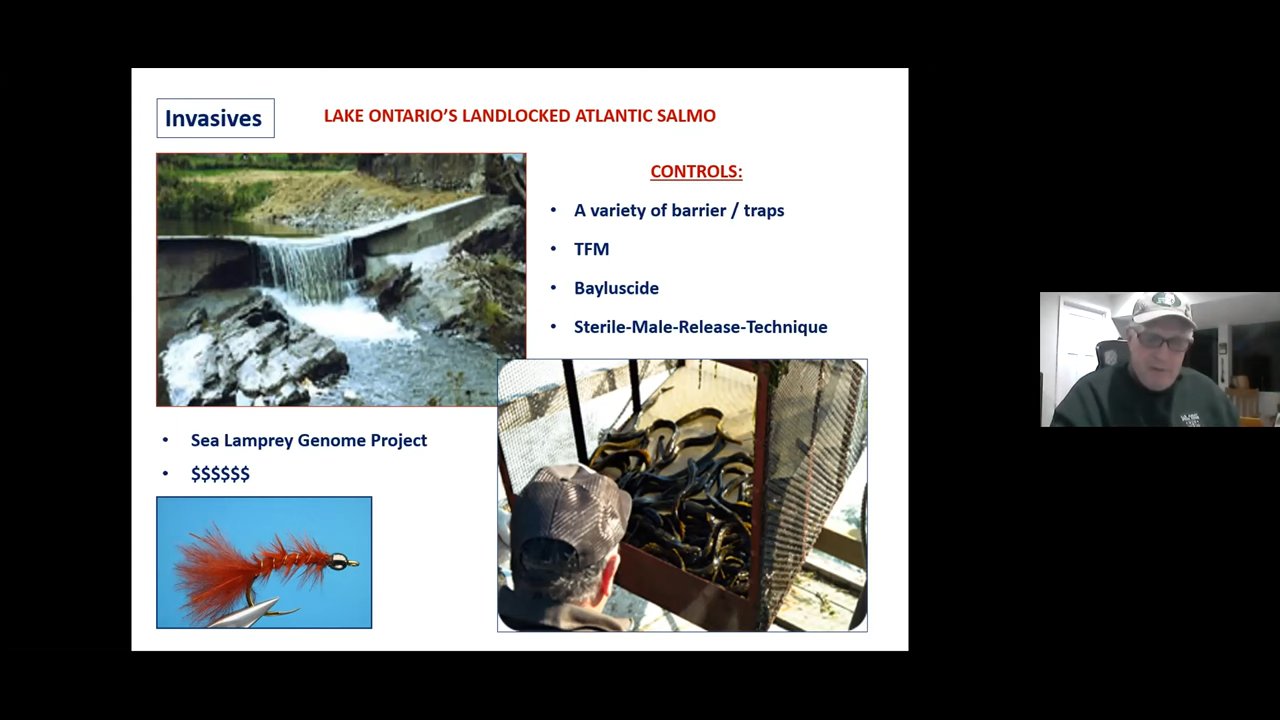 Invasives
LAKE ONTARIO'S LANDLOCKED ATLANTIC SALMO
CONTROLS:
• A variety of barrier / traps
• TFM
• Bayluscide
• Sterile-Male-Release-Technique
• Sea Lamprey Genome Project
• $$$$$$